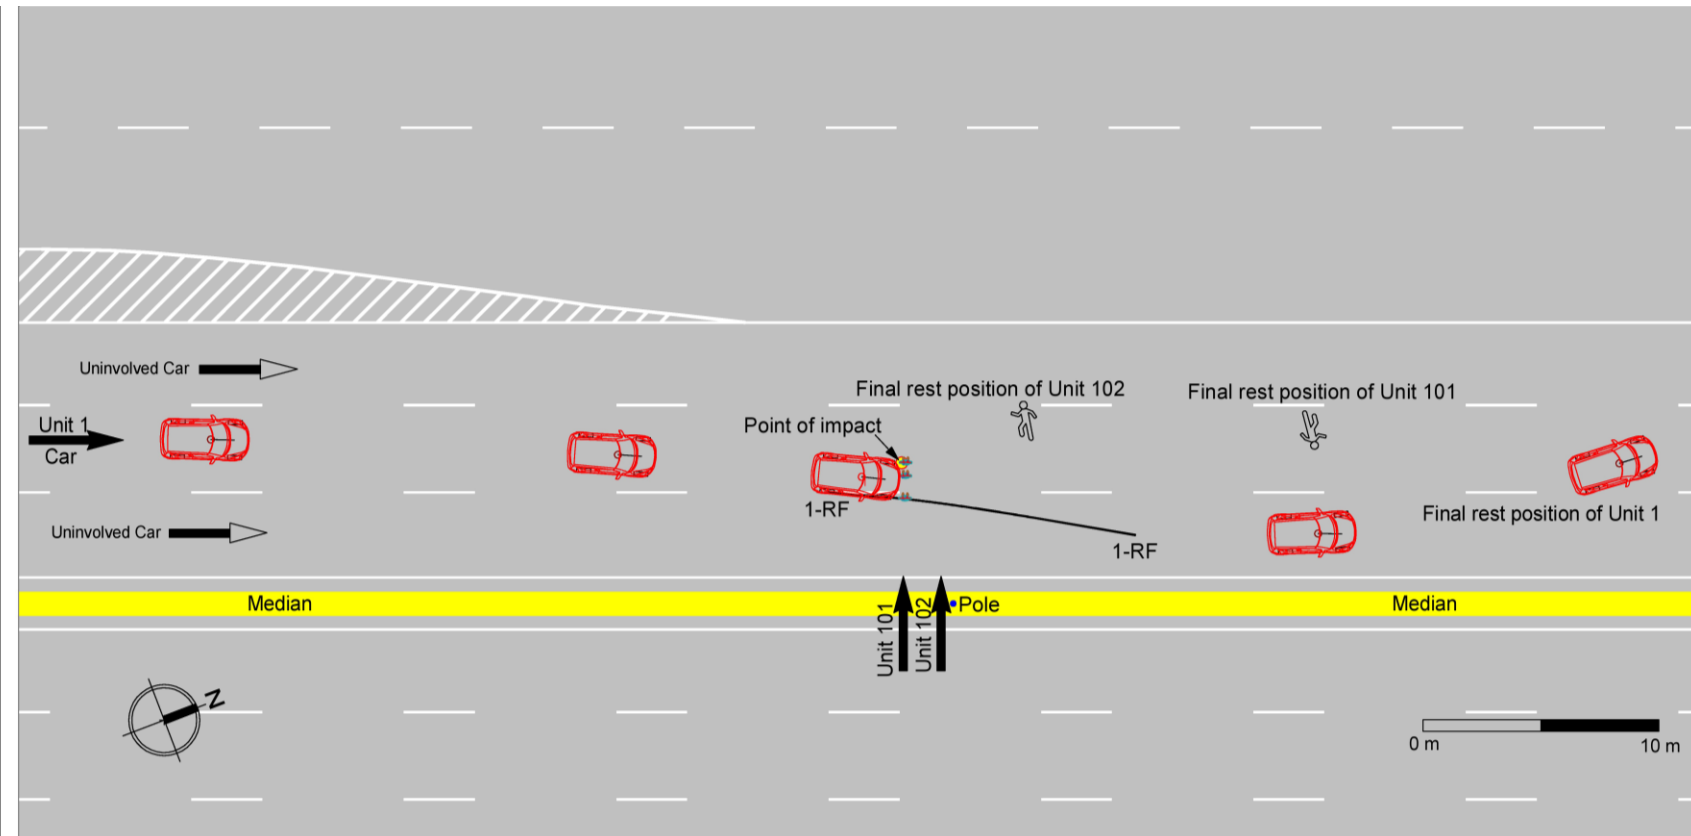 Uninvolved Car
Unit 1
Car
Final rest position of Unit 102
Final rest position of Unit 101
Point of impact
1-RF
Final rest position of Unit 1
Uninvolved Car
1-RF
Median
Unit 101
Unit 102
Pole
Median
N
0 m
10 m